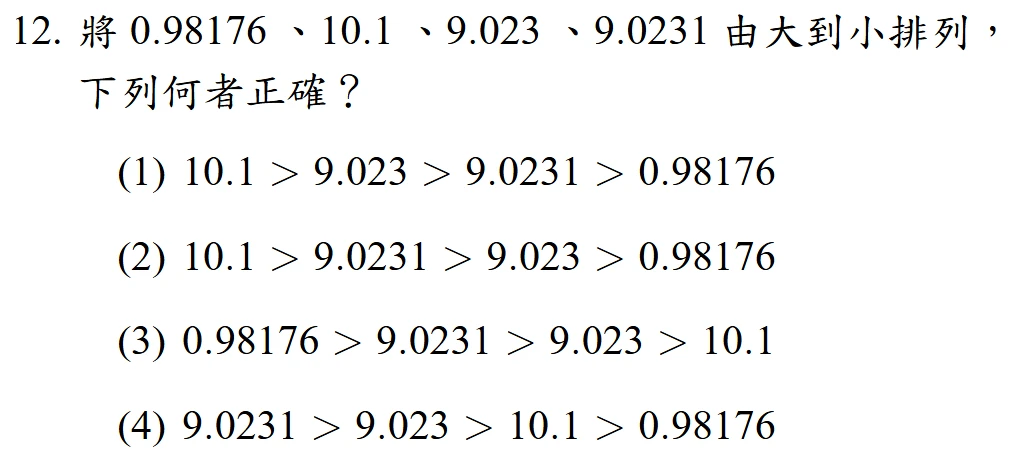 12. 將 0.98176 、10.1 、9.023 、9.0231 由大到小排列，
下列何者正確？
(1) 10.1 > 9.023 > 9.0231 > 0.98176
(2) 10.1 > 9.0231 > 9.023 > 0.98176
(3) 0.98176 > 9.0231 > 9.023 > 10.1
(4) 9.0231 > 9.023 > 10.1 > 0.98176